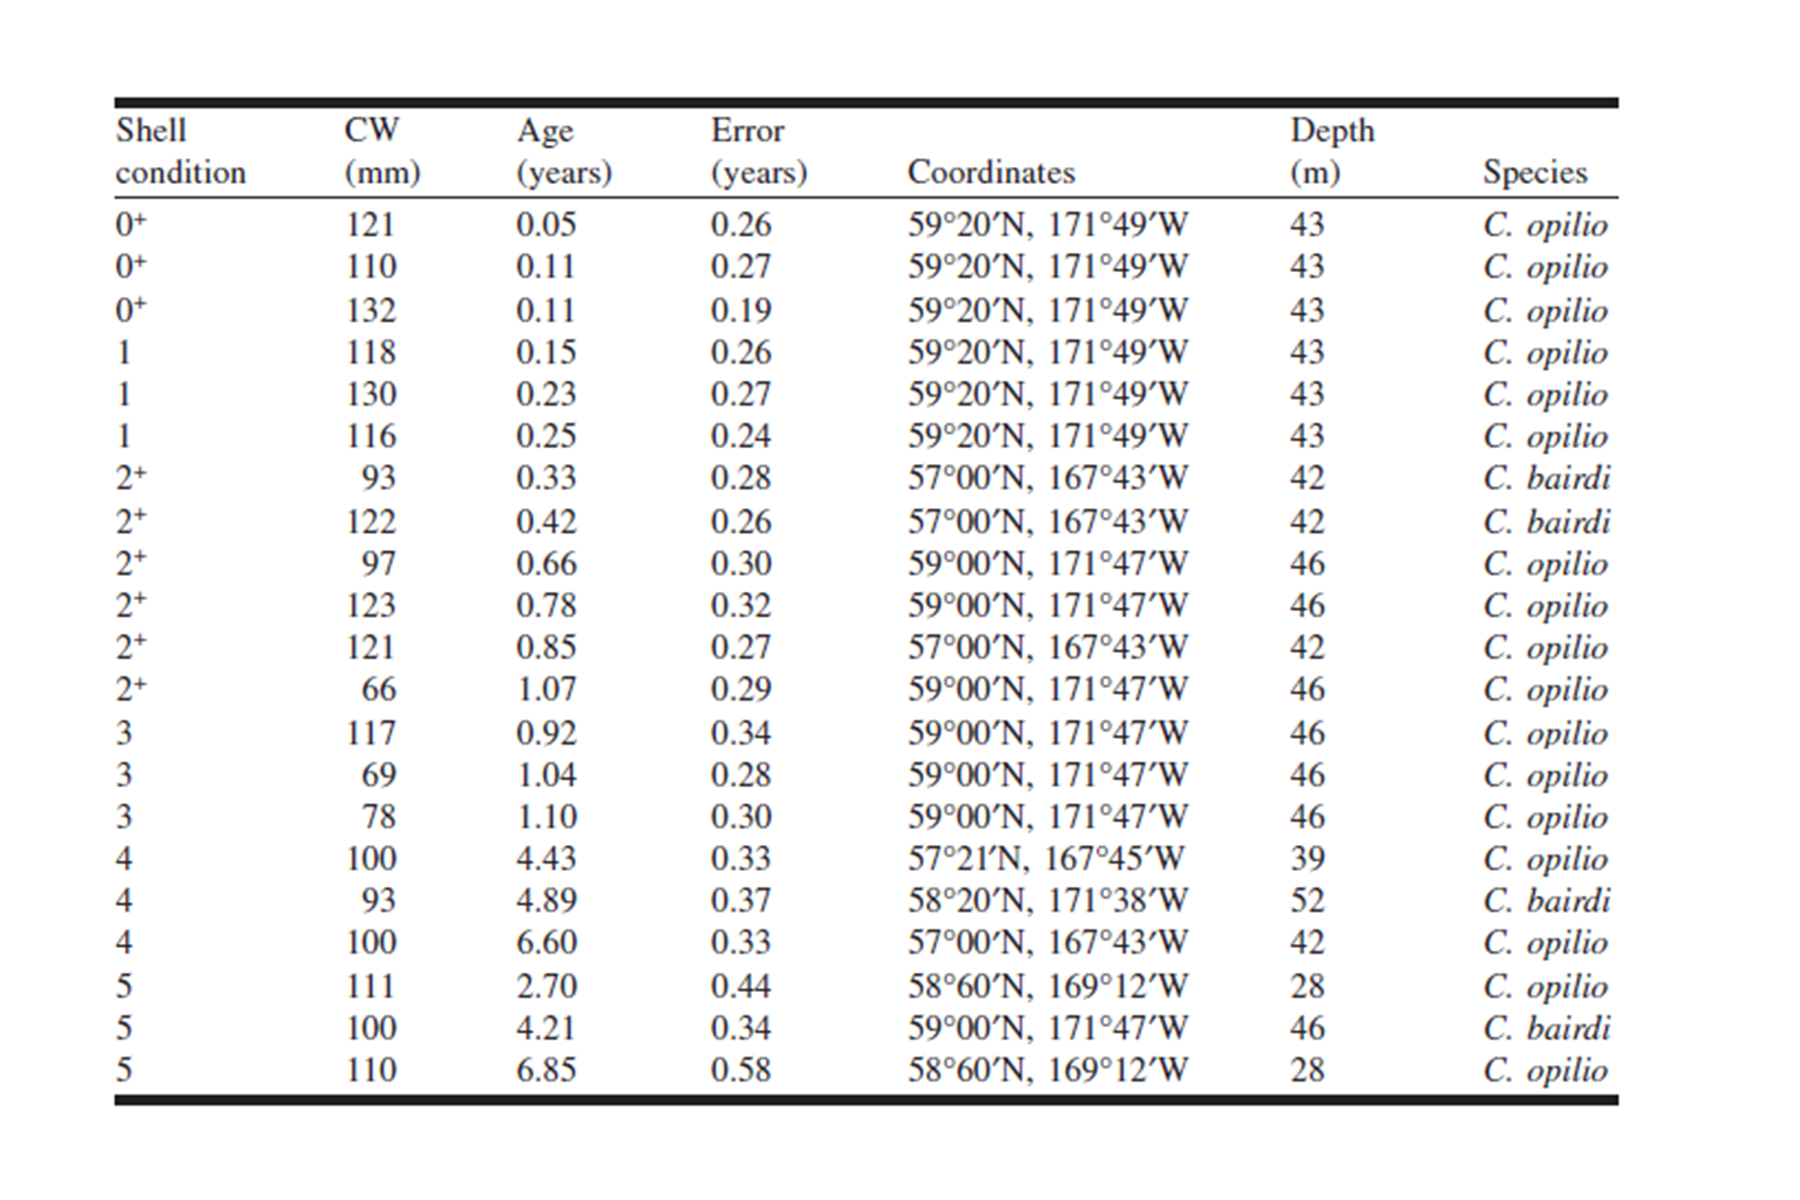 Shell condition CW (mm) Age (years) Error (years) Coordinates Depth (m) Species
0+ 121 0.05 0.26 59°20′N, 171°49′W 43 C. opilio
0+ 110 0.11 0.27 59°20′N, 171°49′W 43 C. opilio
0+ 132 0.11 0.19 59°20′N, 171°49′W 43 C. opilio
1 118 0.15 0.26 59°20′N, 171°49′W 43 C. opilio
1 130 0.23 0.27 59°20′N, 171°49′W 43 C. opilio
1 116 0.25 0.24 59°20′N, 171°49′W 43 C. opilio
2+ 93 0.33 0.28 57°00′N, 167°43′W 42 C. bairdi
2+ 122 0.42 0.26 57°00′N, 167°43′W 42 C. bairdi
2+ 97 0.66 0.30 59°00′N, 171°47′W 46 C. opilio
2+ 123 0.78 0.32 59°00′N, 171°47′W 46 C. opilio
2+ 121 0.85 0.27 57°00′N, 167°43′W 42 C. opilio
2+ 66 1.07 0.29 59°00′N, 171°47′W 46 C. opilio
3 117 0.92 0.34 59°00′N, 171°47′W 46 C. opilio
3 69 1.04 0.28 59°00′N, 171°47′W 46 C. opilio
3 78 1.10 0.30 59°00′N, 171°47′W 46 C. opilio
4 100 4.43 0.33 57°21′N, 167°45′W 39 C. opilio
4 93 4.89 0.37 58°20′N, 171°38′W 52 C. bairdi
4 100 6.60 0.33 57°00′N, 167°43′W 42 C. opilio
5 111 2.70 0.44 58°60′N, 169°12′W 28 C. opilio
5 100 4.21 0.34 59°00′N, 171°47′W 46 C. bairdi
5 110 6.85 0.58 58°60′N, 169°12′W 28 C. opilio